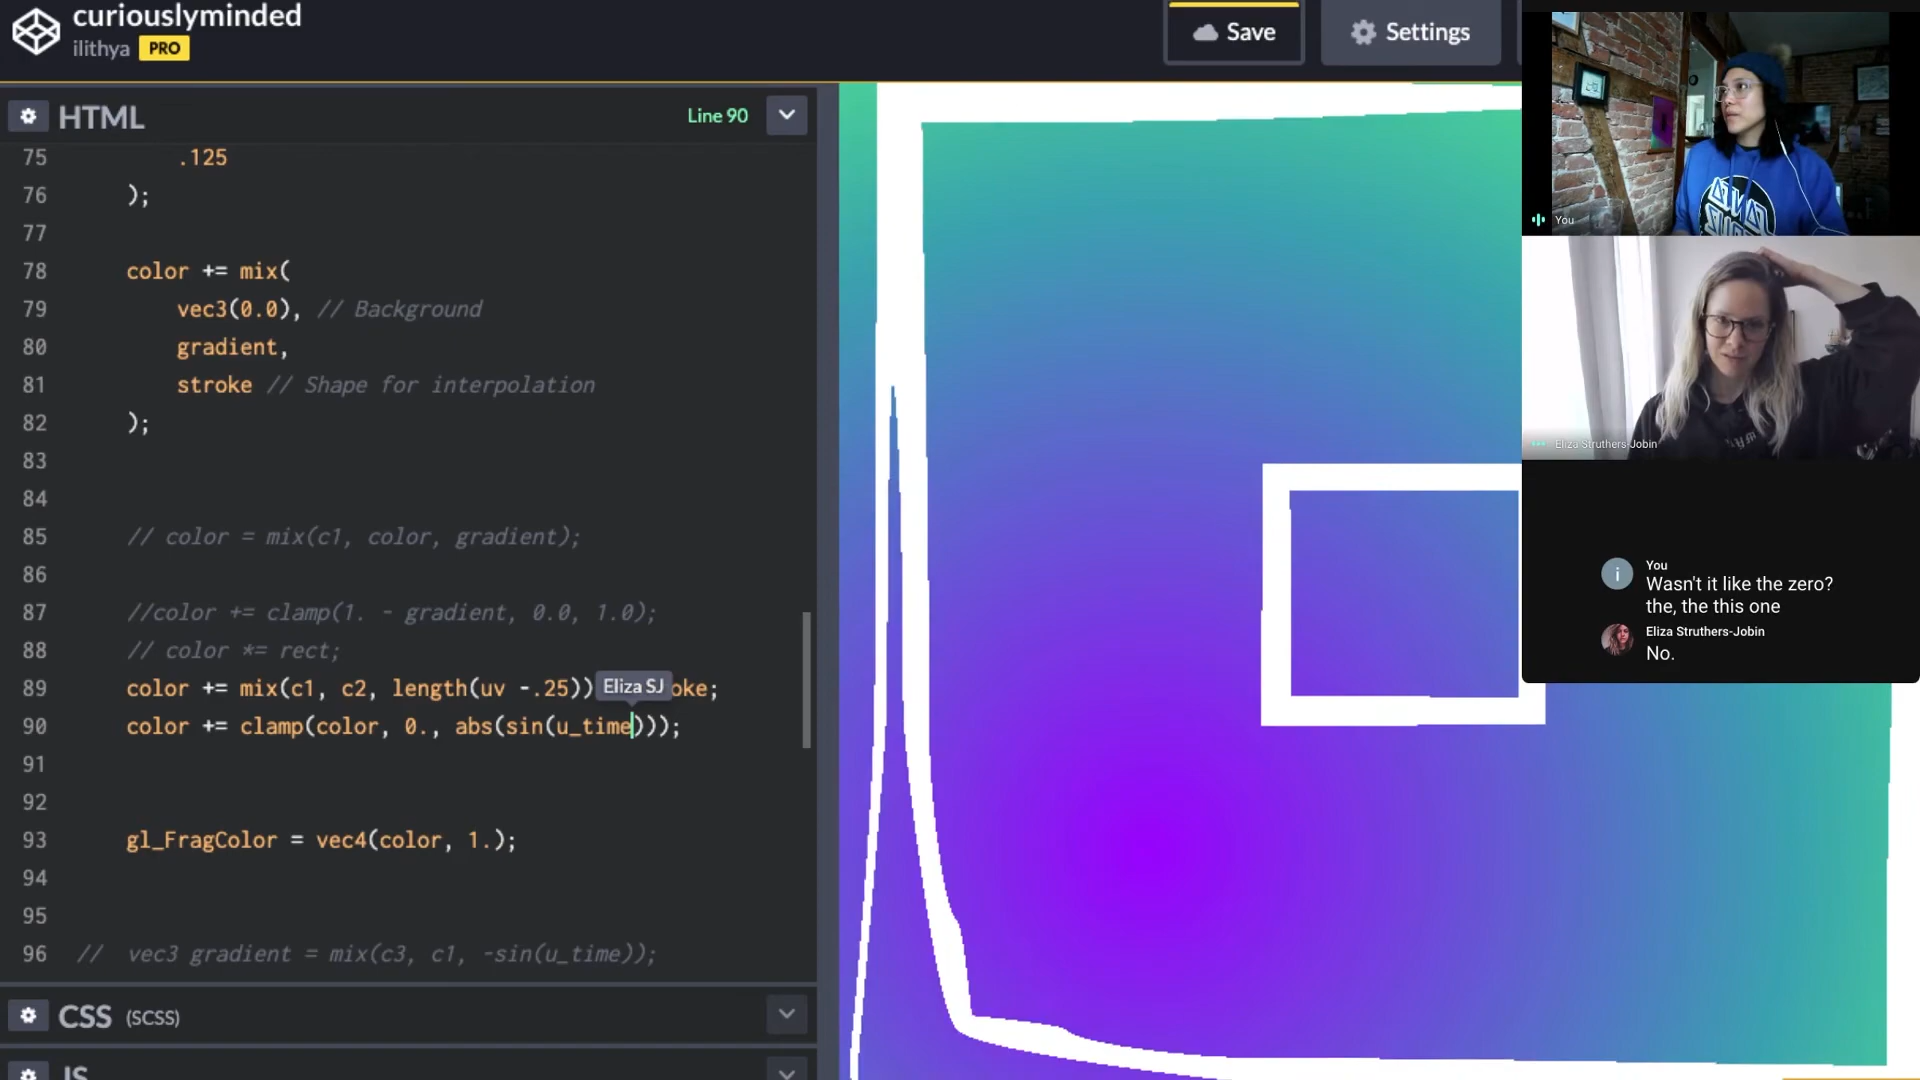 curiouslyminded
ilithya PRO
Save
Settings
HTML
Line 90
75 .125
76 );
77
78 color += mix(
79 vec3(0.0), // Background
80 gradient,
81 stroke // Shape for interpolation
82 );
83
84
85 // color = mix(c1, color, gradient);
86
87 //color += clamp(1. - gradient, 0.0, 1.0);
88 // color *= rect;
89 color += mix(c1, c2, length(uv -.25)) Eliza SJ oke;
90 color += clamp(color, 0., abs(sin(u_time)));
91
92
93 gl_FragColor = vec4(color, 1.);
94
95
96 // vec3 gradient = mix(c3, c1, -sin(u_time));
CSS (SCSS)
JS
You
Eliza Struthers-Jobin
i
You
Wasn't it like the zero?
the, the this one
Eliza Struthers-Jobin
No.